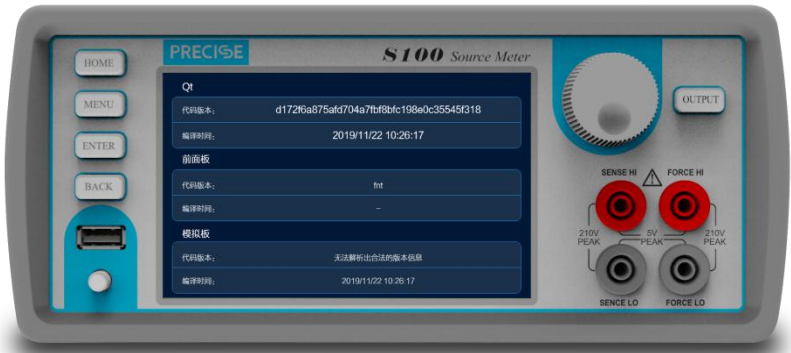 PRECISE
S100 Source Meter
HOME
MENU
ENTER
BACK
Qt
代码版本： d172f6a875afd704a7fbf8bfc198e0c35545f318
编译时间： 2019/11/22 10:26:17
前面板
代码版本： fnt
编译时间： --
模拟板
代码版本： 无法解析出合法的版本信息
编译时间： 2019/11/22 10:26:17
OUTPUT
SENSE HI
FORCE HI
210V PEAK
5V PEAK
210V PEAK
SENCE LO
FORCE LO